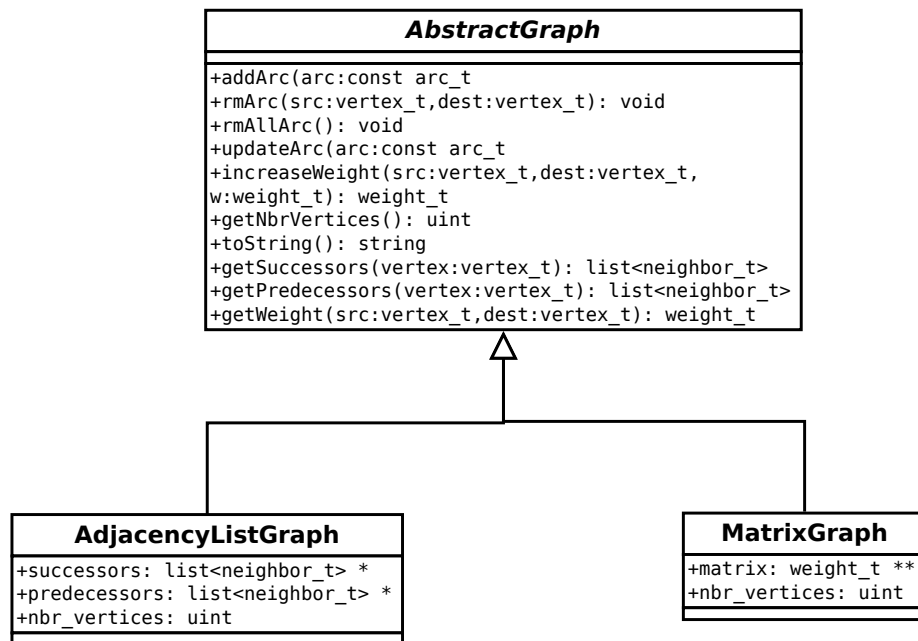 AbstractGraph
+addArc(arc:const arc_t
+rmArc(src:vertex_t,dest:vertex_t): void
+rmAllArc(): void
+updateArc(arc:const arc_t
+increaseWeight(src:vertex_t,dest:vertex_t,
w:weight_t): weight_t
+getNbrVertices(): uint
+toString(): string
+getSuccessors(vertex:vertex_t): list<neighbor_t>
+getPredecessors(vertex:vertex_t): list<neighbor_t>
+getWeight(src:vertex_t,dest:vertex_t): weight_t
AdjacencyListGraph
+successors: list<neighbor_t> *
+predecessors: list<neighbor_t> *
+nbr_vertices: uint
MatrixGraph
+matrix: weight_t **
+nbr_vertices: uint